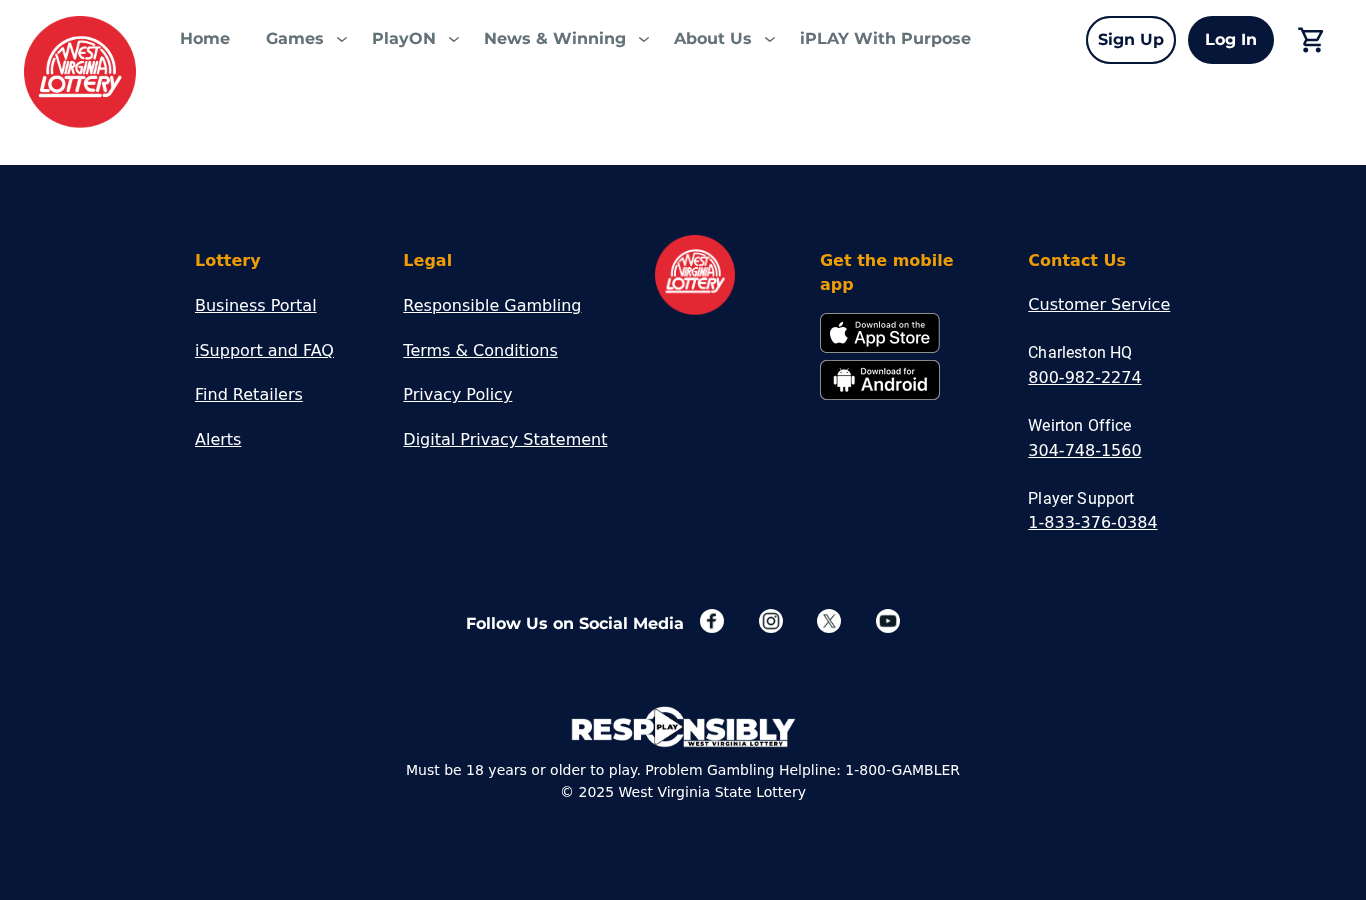 WEST VIRGINIA LOTTERY
Home
Games
PlayON
News & Winning
About Us
iPLAY With Purpose
Sign Up
Log In
Lottery
Business Portal
iSupport and FAQ
Find Retailers
Alerts
Legal
Responsible Gambling
Terms & Conditions
Privacy Policy
Digital Privacy Statement
WEST VIRGINIA LOTTERY
Get the mobile
app
Download on the
App Store
Download for
Android
Contact Us
Customer Service
Charleston HQ
800-982-2274
Weirton Office
304-748-1560
Player Support
1-833-376-0384
Follow Us on Social Media
PLAY
RESPONSIBLY
WEST VIRGINIA LOTTERY
Must be 18 years or older to play. Problem Gambling Helpline: 1-800-GAMBLER
© 2025 West Virginia State Lottery